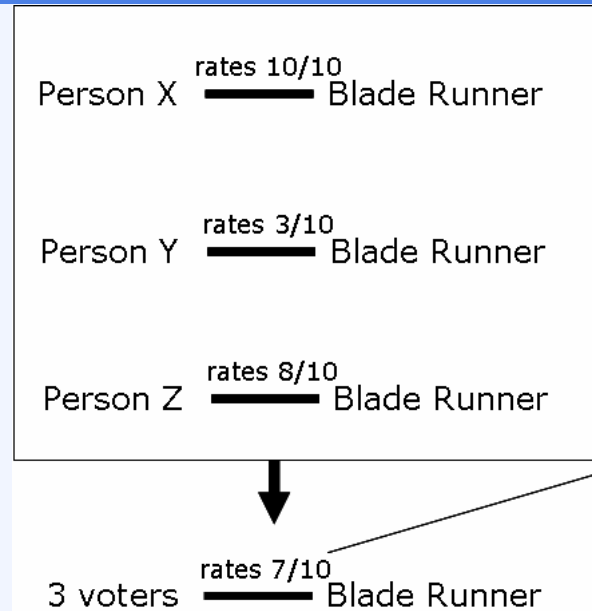 rates 10/10
Person X Blade Runner
rates 3/10
Person Y Blade Runner
rates 8/10
Person Z Blade Runner
rates 7/10
3 voters Blade Runner